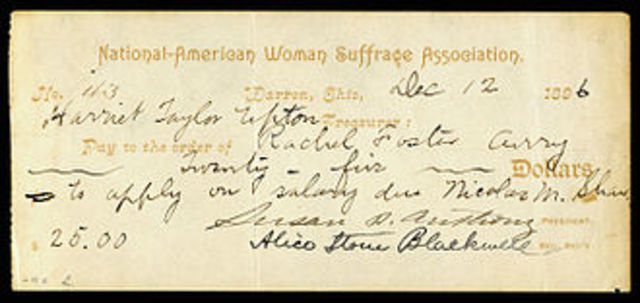 National-American Woman Suffrage Association.
No. 113 Warren, Ohio, Dec 12 1896
Harriet Taylor Upton Treasurer:
Pay to the order of Rachel Foster Avery
Twenty-five Dollars
to apply on salary due Nicolas M. Shaw
Susan B. Anthony President.
$ 25.00 Alice Stone Blackwell Rec. Sec'y.